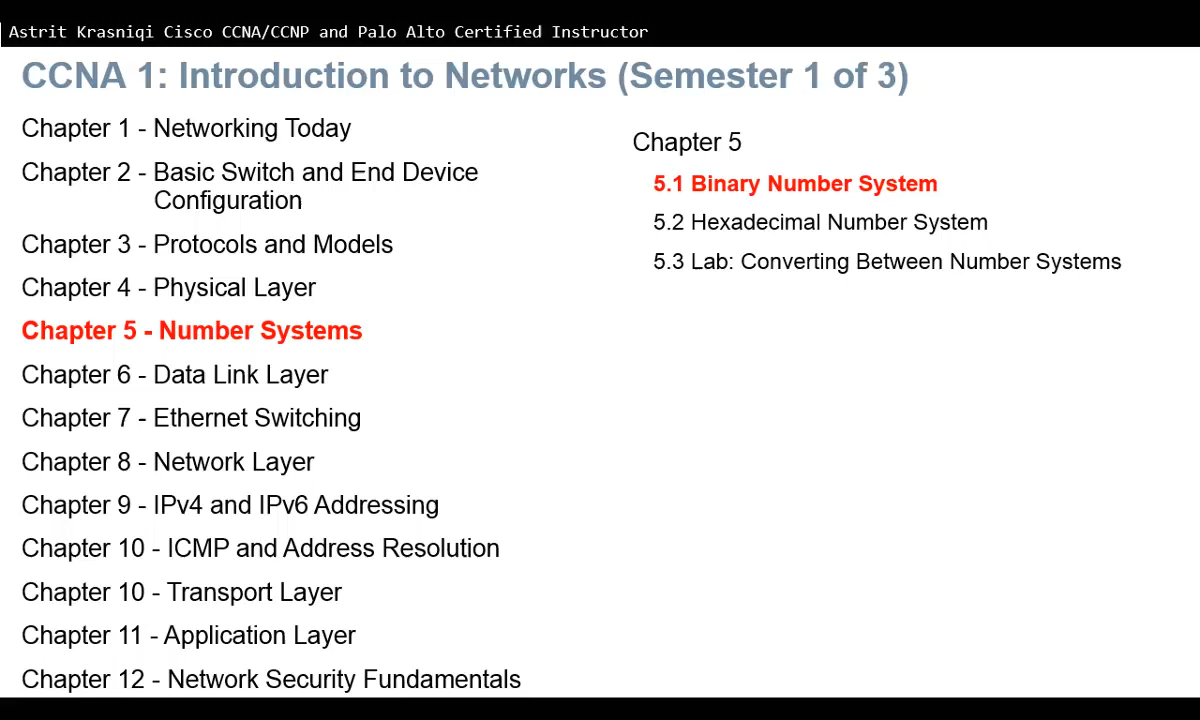 Astrit Krasniqi Cisco CCNA/CCNP and Palo Alto Certified Instructor
CCNA 1: Introduction to Networks (Semester 1 of 3)
Chapter 1 - Networking Today
Chapter 2 - Basic Switch and End Device
Configuration
Chapter 3 - Protocols and Models
Chapter 4 - Physical Layer
Chapter 5 - Number Systems
Chapter 6 - Data Link Layer
Chapter 7 - Ethernet Switching
Chapter 8 - Network Layer
Chapter 9 - IPv4 and IPv6 Addressing
Chapter 10 - ICMP and Address Resolution
Chapter 10 - Transport Layer
Chapter 11 - Application Layer
Chapter 12 - Network Security Fundamentals
Chapter 5
5.1 Binary Number System
5.2 Hexadecimal Number System
5.3 Lab: Converting Between Number Systems